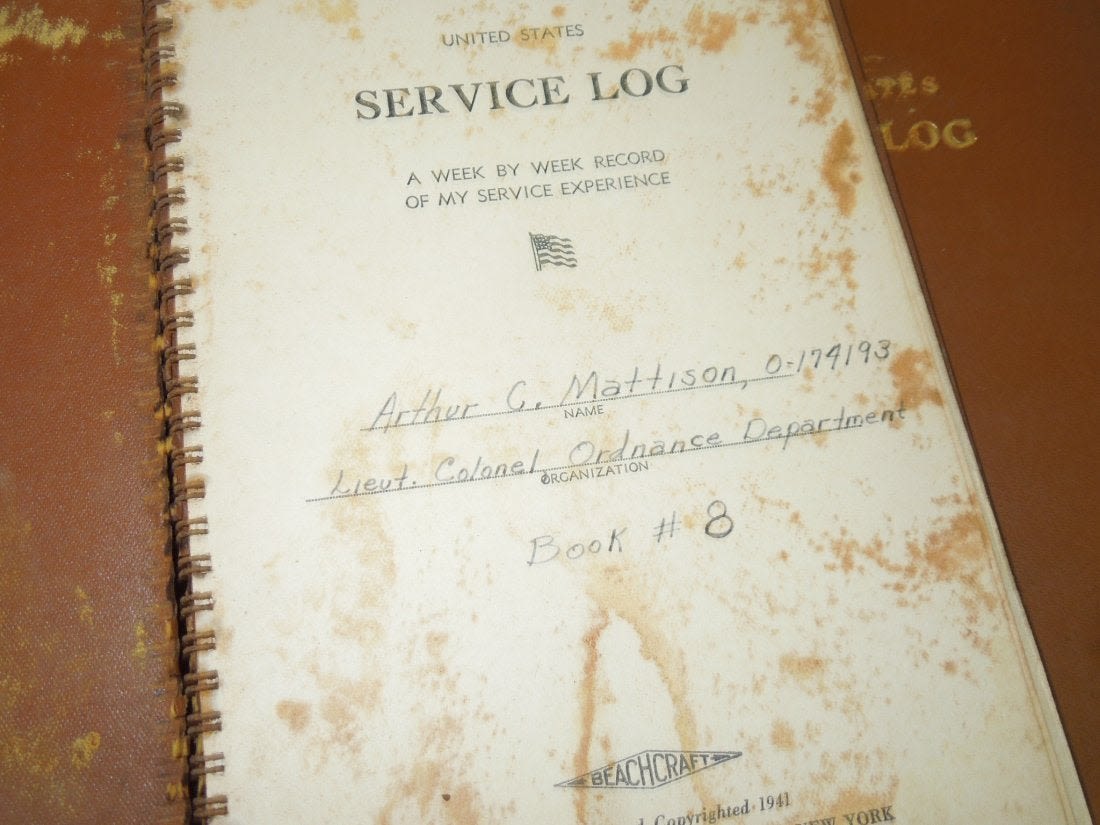 UNITED STATES
SERVICE LOG
A WEEK BY WEEK RECORD
OF MY SERVICE EXPERIENCE
Arthur C. Mattison, O-174193
NAME
Lieut. Colonel, Ordnance Department
ORGANIZATION
Book # 8
BEACHCRAFT
Copyrighted 1941
NEW YORK
LOG